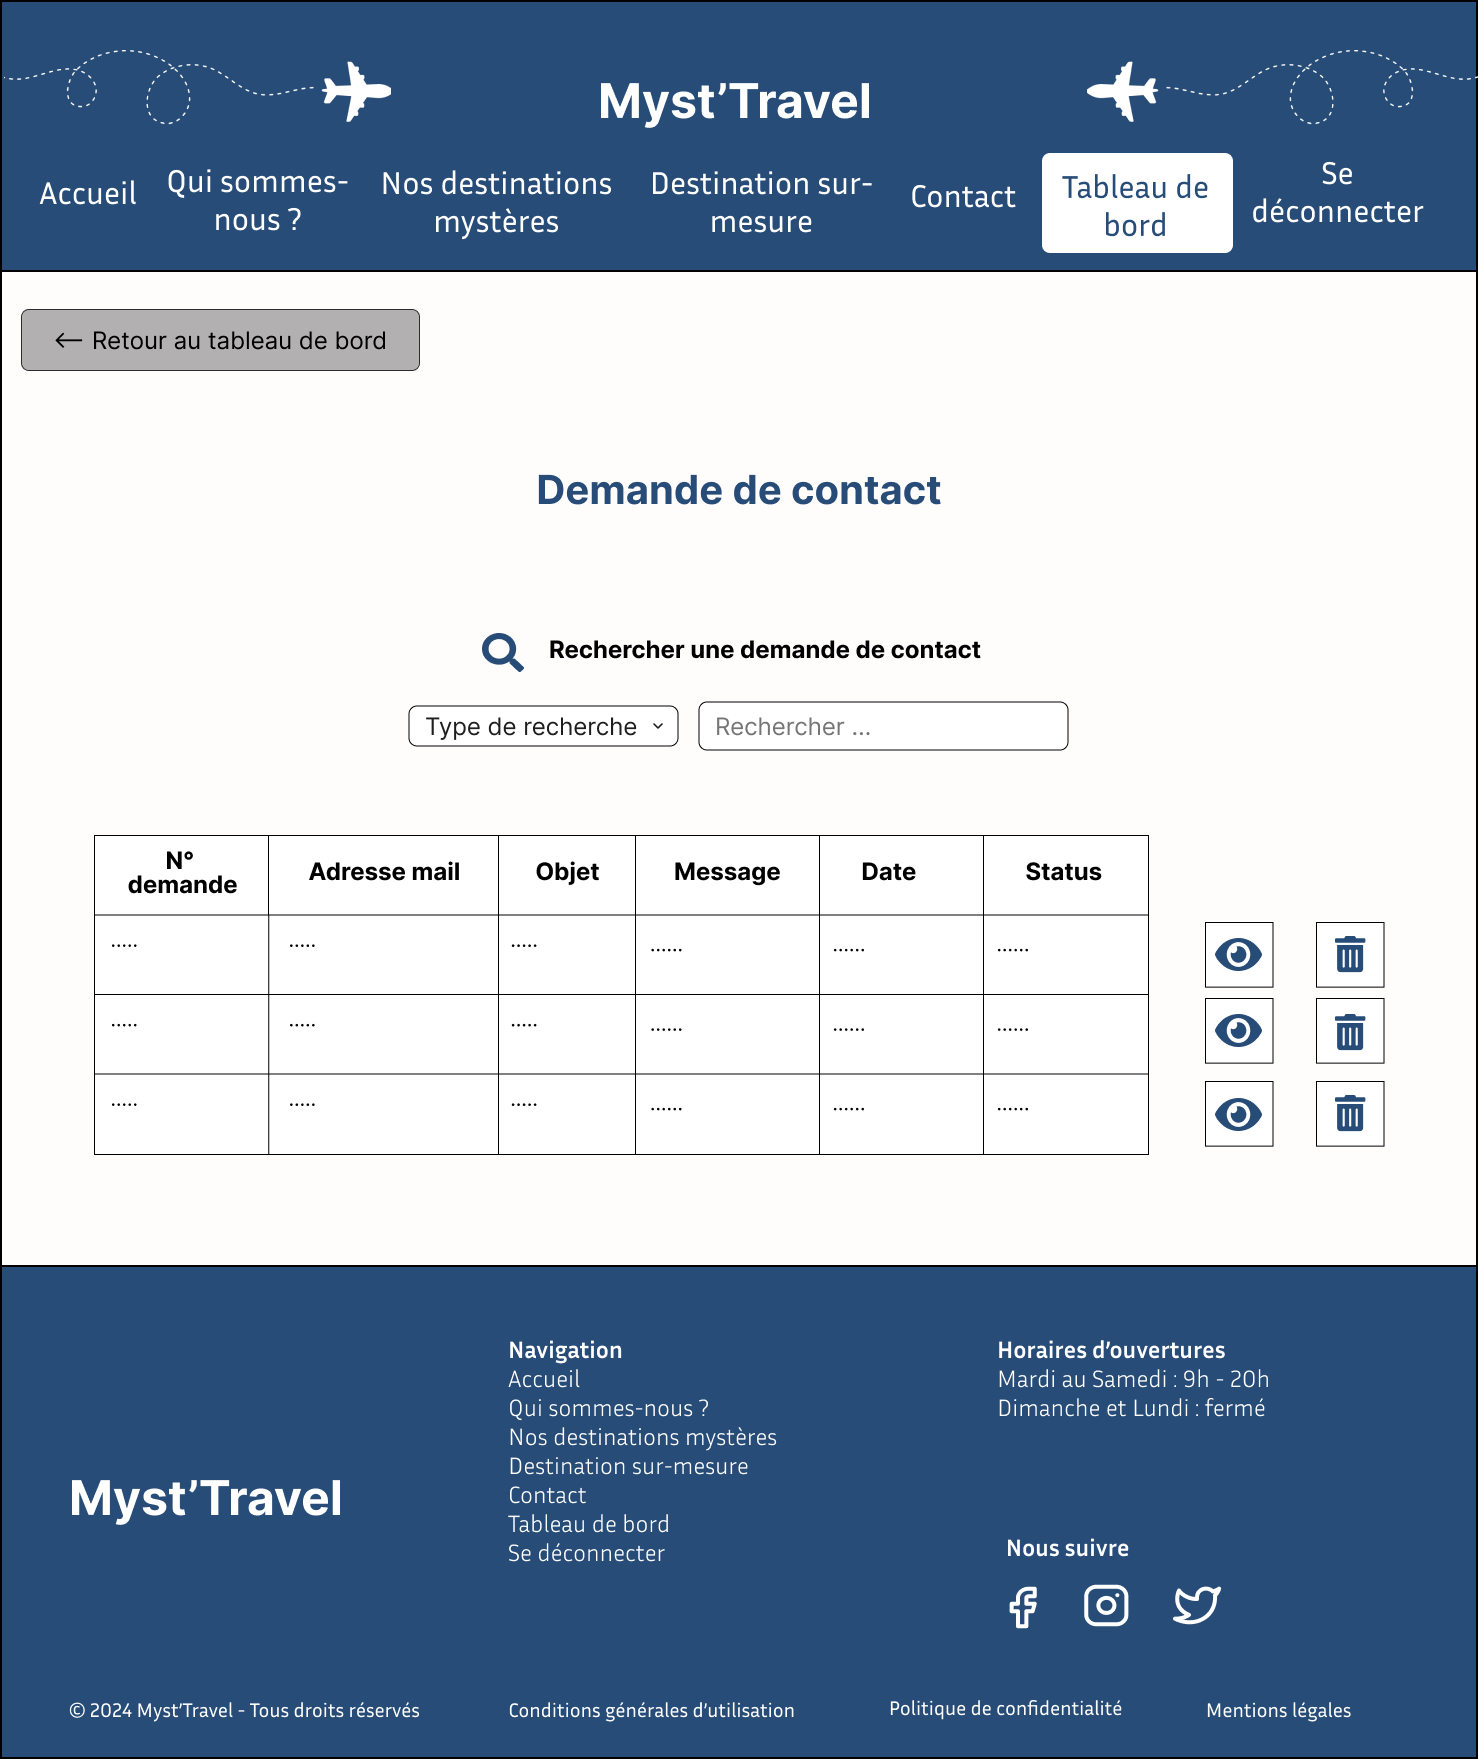 Myst’Travel
Accueil
Qui sommes-
nous ?
Nos destinations
mystères
Destination sur-
mesure
Contact
Tableau de
bord
Se
déconnecter
Retour au tableau de bord
Demande de contact
Rechercher une demande de contact
Type de recherche
Rechercher ...
N°
demande
Adresse mail
Objet
Message
Date
Status
..... ..... ..... ...... ...... ......
..... ..... ..... ...... ...... ......
..... ..... ..... ...... ...... ......
Myst’Travel
Navigation
Accueil
Qui sommes-nous ?
Nos destinations mystères
Destination sur-mesure
Contact
Tableau de bord
Se déconnecter
Horaires d’ouvertures
Mardi au Samedi : 9h - 20h
Dimanche et Lundi : fermé
Nous suivre
© 2024 Myst’Travel - Tous droits réservés
Conditions générales d’utilisation
Politique de confidentialité
Mentions légales